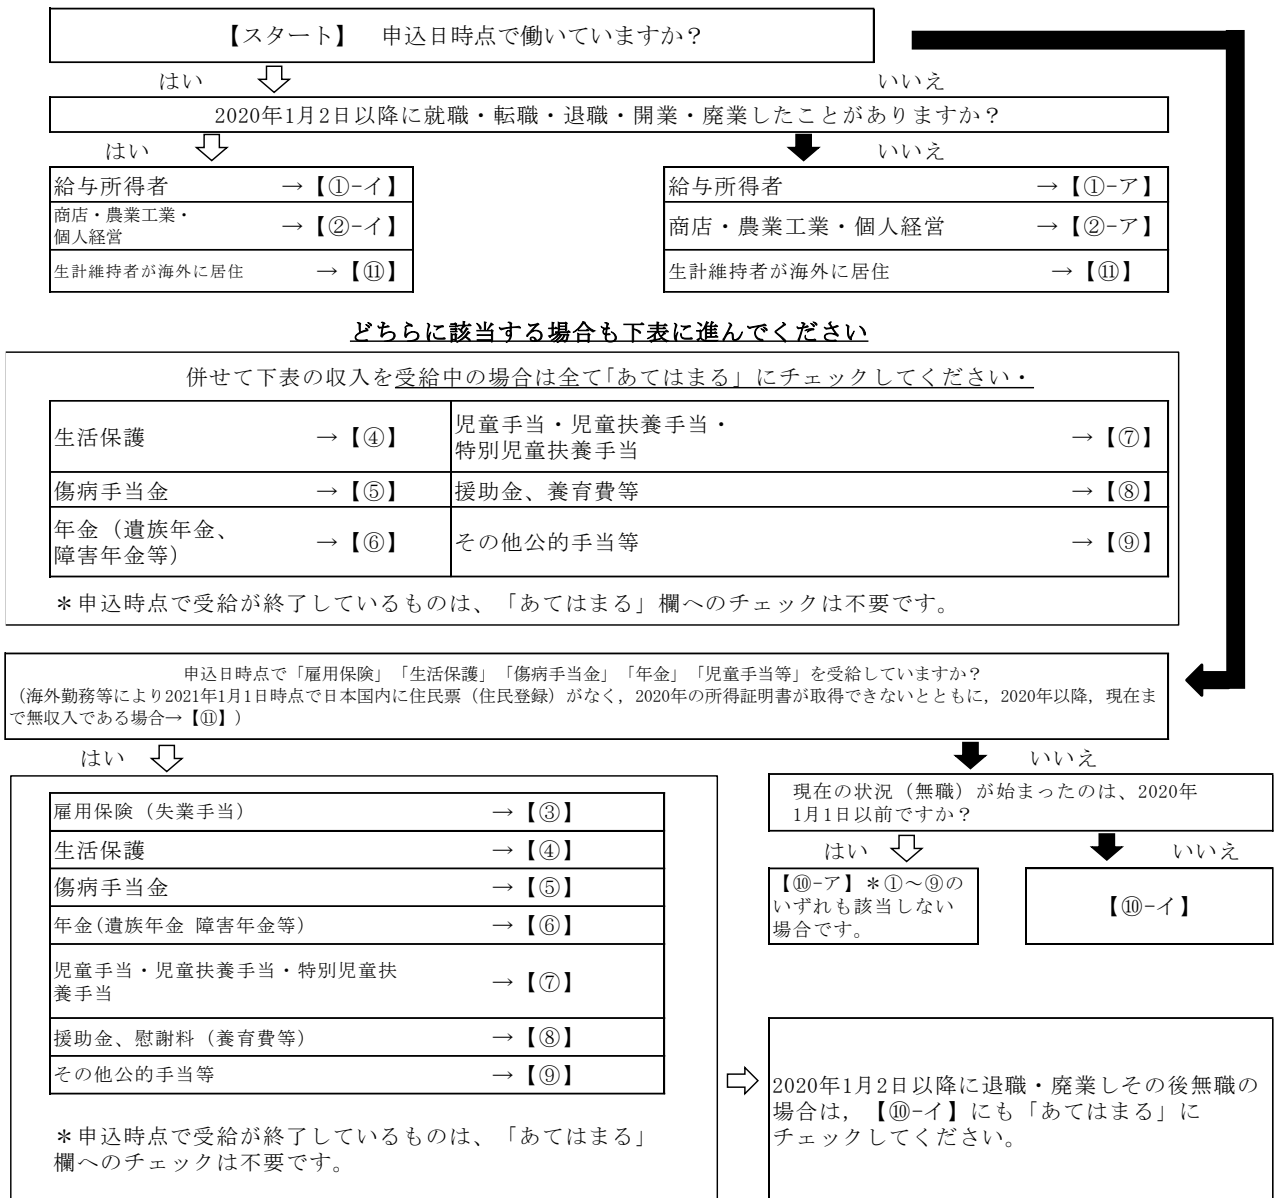 【スタート】　申込日時点で働いていますか？
はい
いいえ
2020年1月2日以降に就職・転職・退職・開業・廃業したことがありますか？
はい
いいえ
給与所得者　→【①-イ】
商店・農業工業・
個人経営　→【②-イ】
生計維持者が海外に居住　→【⑪】
給与所得者　→【①-ア】
商店・農業工業・個人経営　→【②-ア】
生計維持者が海外に居住　→【⑪】
どちらに該当する場合も下表に進んでください
併せて下表の収入を受給中の場合は全て「あてはまる」にチェックしてください・
生活保護　→【④】
児童手当・児童扶養手当・
特別児童扶養手当　→【⑦】
傷病手当金　→【⑤】
援助金、養育費等　→【⑧】
年金（遺族年金、
障害年金等）　→【⑥】
その他公的手当等　→【⑨】
＊申込時点で受給が終了しているものは、「あてはまる」欄へのチェックは不要です。
申込日時点で「雇用保険」「生活保護」「傷病手当金」「年金」「児童手当等」を受給していますか？
（海外勤務等により2021年1月1日時点で日本国内に住民票（住民登録）がなく，2020年の所得証明書が取得できないとともに，2020年以降，現在ま
で無収入である場合→【⑪】）
はい
いいえ
雇用保険（失業手当）　→【③】
生活保護　→【④】
傷病手当金　→【⑤】
年金(遺族年金 障害年金等）　→【⑥】
児童手当・児童扶養手当・特別児童扶
養手当　→【⑦】
援助金、慰謝料（養育費等）　→【⑧】
その他公的手当等　→【⑨】
＊申込時点で受給が終了しているものは、「あてはまる」
欄へのチェックは不要です。
現在の状況（無職）が始まったのは、2020年
1月1日以前ですか？
はい
いいえ
【⑩-ア】＊①～⑨の
いずれも該当しない
場合です。
【⑩-イ】
2020年1月2日以降に退職・廃業しその後無職の
場合は，【⑩-イ】にも「あてはまる」に
チェックしてください。